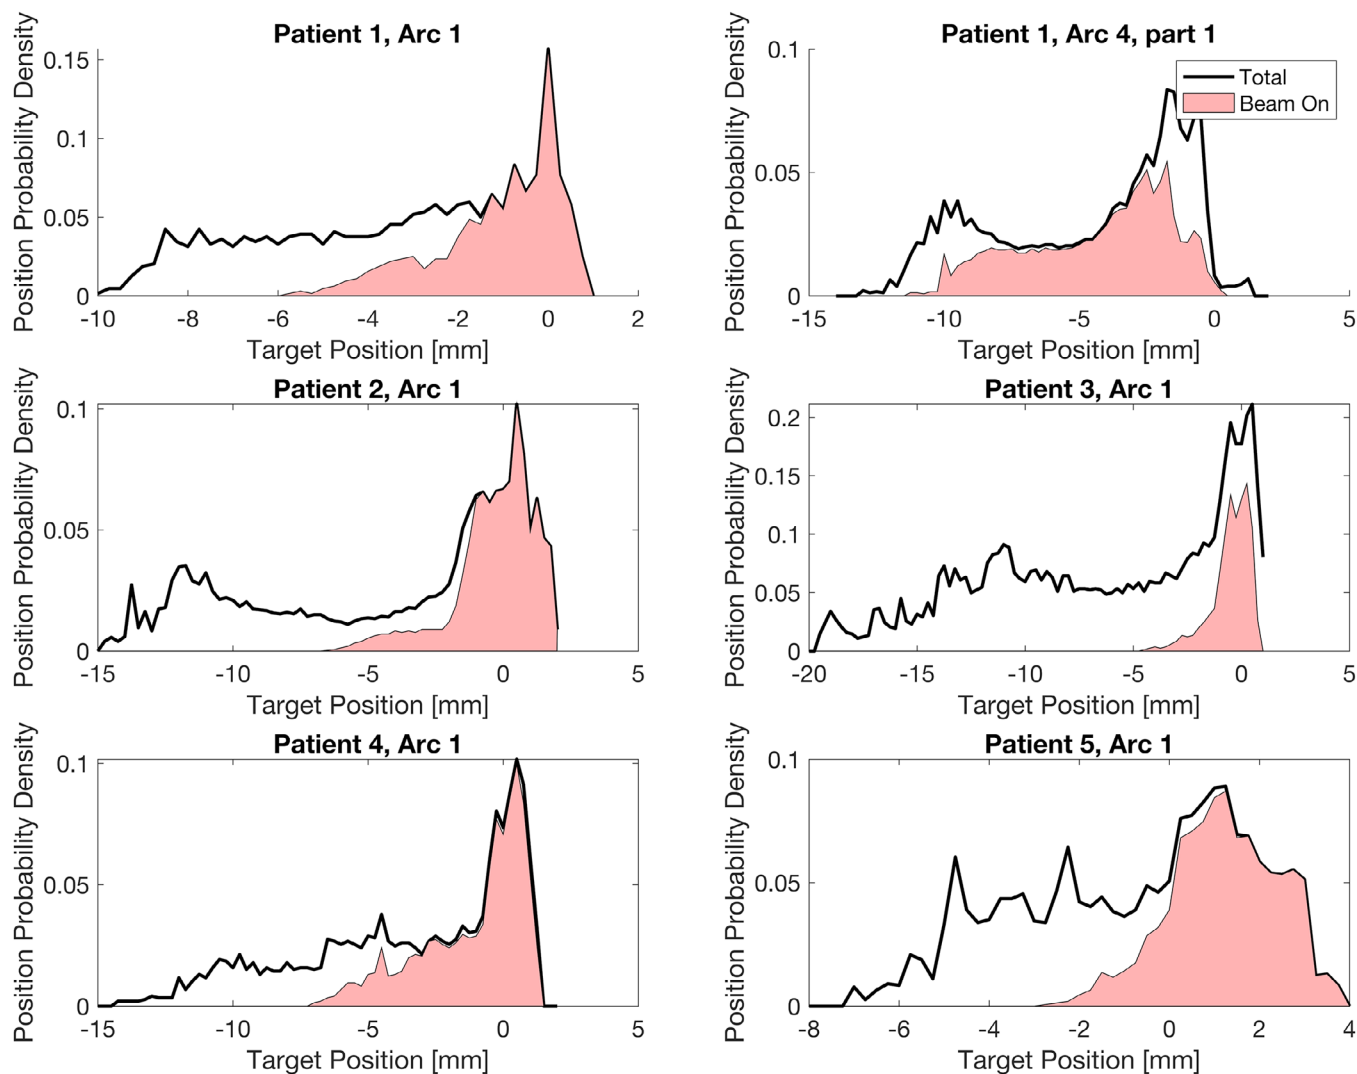 Patient 1, Arc 1
Position Probability Density
0.15
0.1
0.05
0
-10 -8 -6 -4 -2 0 2
Target Position [mm]
Patient 1, Arc 4, part 1
Position Probability Density
0.1
0.05
0
-15 -10 -5 0 5
Target Position [mm]
Total
Beam On
Patient 2, Arc 1
Position Probability Density
0.1
0.05
0
-15 -10 -5 0 5
Target Position [mm]
Patient 3, Arc 1
Position Probability Density
0.2
0.15
0.1
0.05
0
-20 -15 -10 -5 0 5
Target Position [mm]
Patient 4, Arc 1
Position Probability Density
0.1
0.05
0
-15 -10 -5 0 5
Target Position [mm]
Patient 5, Arc 1
Position Probability Density
0.1
0.05
0
-8 -6 -4 -2 0 2 4
Target Position [mm]